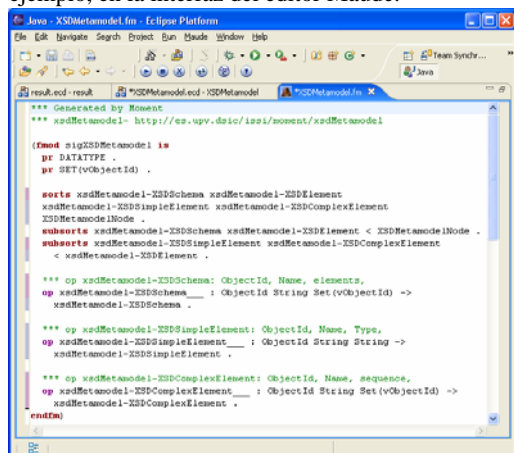 ejemplo, en la interfaz del editor Maude.
Java - XSDMetamodel.fm - Eclipse Platform
File Edit Navigate Search Project Run Maude Window Help
Team Synchr...
Java
result.ecd - result *XSDMetamodel.ecd - XSDMetamodel *XSDMetamodel.fm
*** Generated by Moment
*** xsdMetamodel- http://es.upv.dsic/issi/moment/xsdMetamodel
(fmod sigXSDMetamodel is
pr DATATYPE .
pr SET(vObjectId) .
sorts xsdMetamodel-XSDSchema xsdMetamodel-XSDElement
xsdMetamodel-XSDSimpleElement xsdMetamodel-XSDComplexElement
XSDMetamodelNode .
subsorts xsdMetamodel-XSDSchema xsdMetamodel-XSDElement < XSDMetamodelNode .
subsorts xsdMetamodel-XSDSimpleElement xsdMetamodel-XSDComplexElement
< xsdMetamodel-XSDElement .
*** op xsdMetamodel-XSDSchema: ObjectId, Name, elements,
op xsdMetamodel-XSDSchema___ : ObjectId String Set(vObjectId) ->
xsdMetamodel-XSDSchema .
*** op xsdMetamodel-XSDSimpleElement: ObjectId, Name, Type,
op xsdMetamodel-XSDSimpleElement___ : ObjectId String String ->
xsdMetamodel-XSDSimpleElement .
*** op xsdMetamodel-XSDComplexElement: ObjectId, Name, sequence,
op xsdMetamodel-XSDComplexElement___ : ObjectId String Set(vObjectId) ->
xsdMetamodel-XSDComplexElement .
endfm)